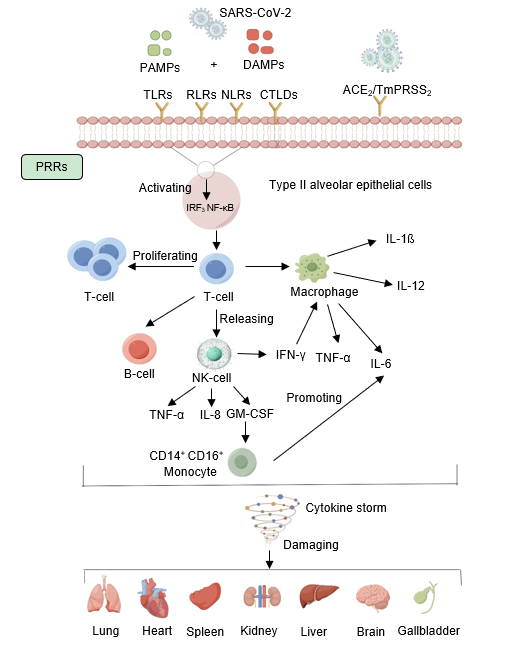 SARS-CoV-2
PAMPs + DAMPs
TLRs RLRs NLRs CTLDs
ACE₂/TmPRSS₂
PRRs
Activating
Type II alveolar epithelial cells
IRF₃ NF-κB
Proliferating
IL-1ß
IL-12
T-cell
T-cell
Macrophage
Releasing
B-cell
NK-cell
IFN-γ
TNF-α
IL-6
TNF-α IL-8 GM-CSF
Promoting
CD14⁺ CD16⁺
Monocyte
Cytokine storm
Damaging
Lung Heart Spleen Kidney Liver Brain Gallbladder